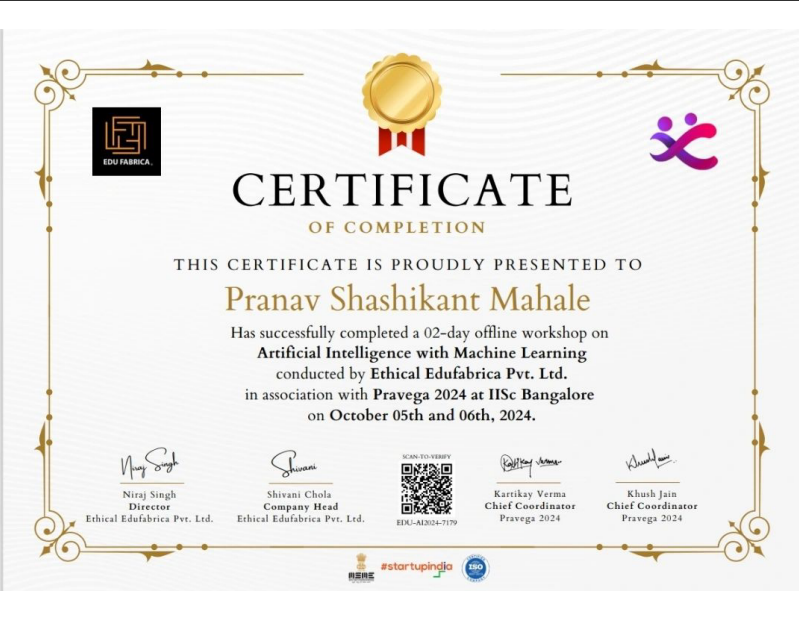 EDU FABRICA.
CERTIFICATE
OF COMPLETION
THIS CERTIFICATE IS PROUDLY PRESENTED TO
Pranav Shashikant Mahale
Has successfully completed a 02-day offline workshop on
Artificial Intelligence with Machine Learning
conducted by Ethical Edufabrica Pvt. Ltd.
in association with Pravega 2024 at IISc Bangalore
on October 05th and 06th, 2024.
Niraj Singh
Shivani
SCAN-TO-VERIFY
Kartikay Verma
Niraj Singh
Director
Ethical Edufabrica Pvt. Ltd.
Shivani Chola
Company Head
Ethical Edufabrica Pvt. Ltd.
EDU-AI2024-7179
Kartikay Verma
Chief Coordinator
Pravega 2024
Khush Jain
Chief Coordinator
Pravega 2024
MSME
#startupindia
ISO